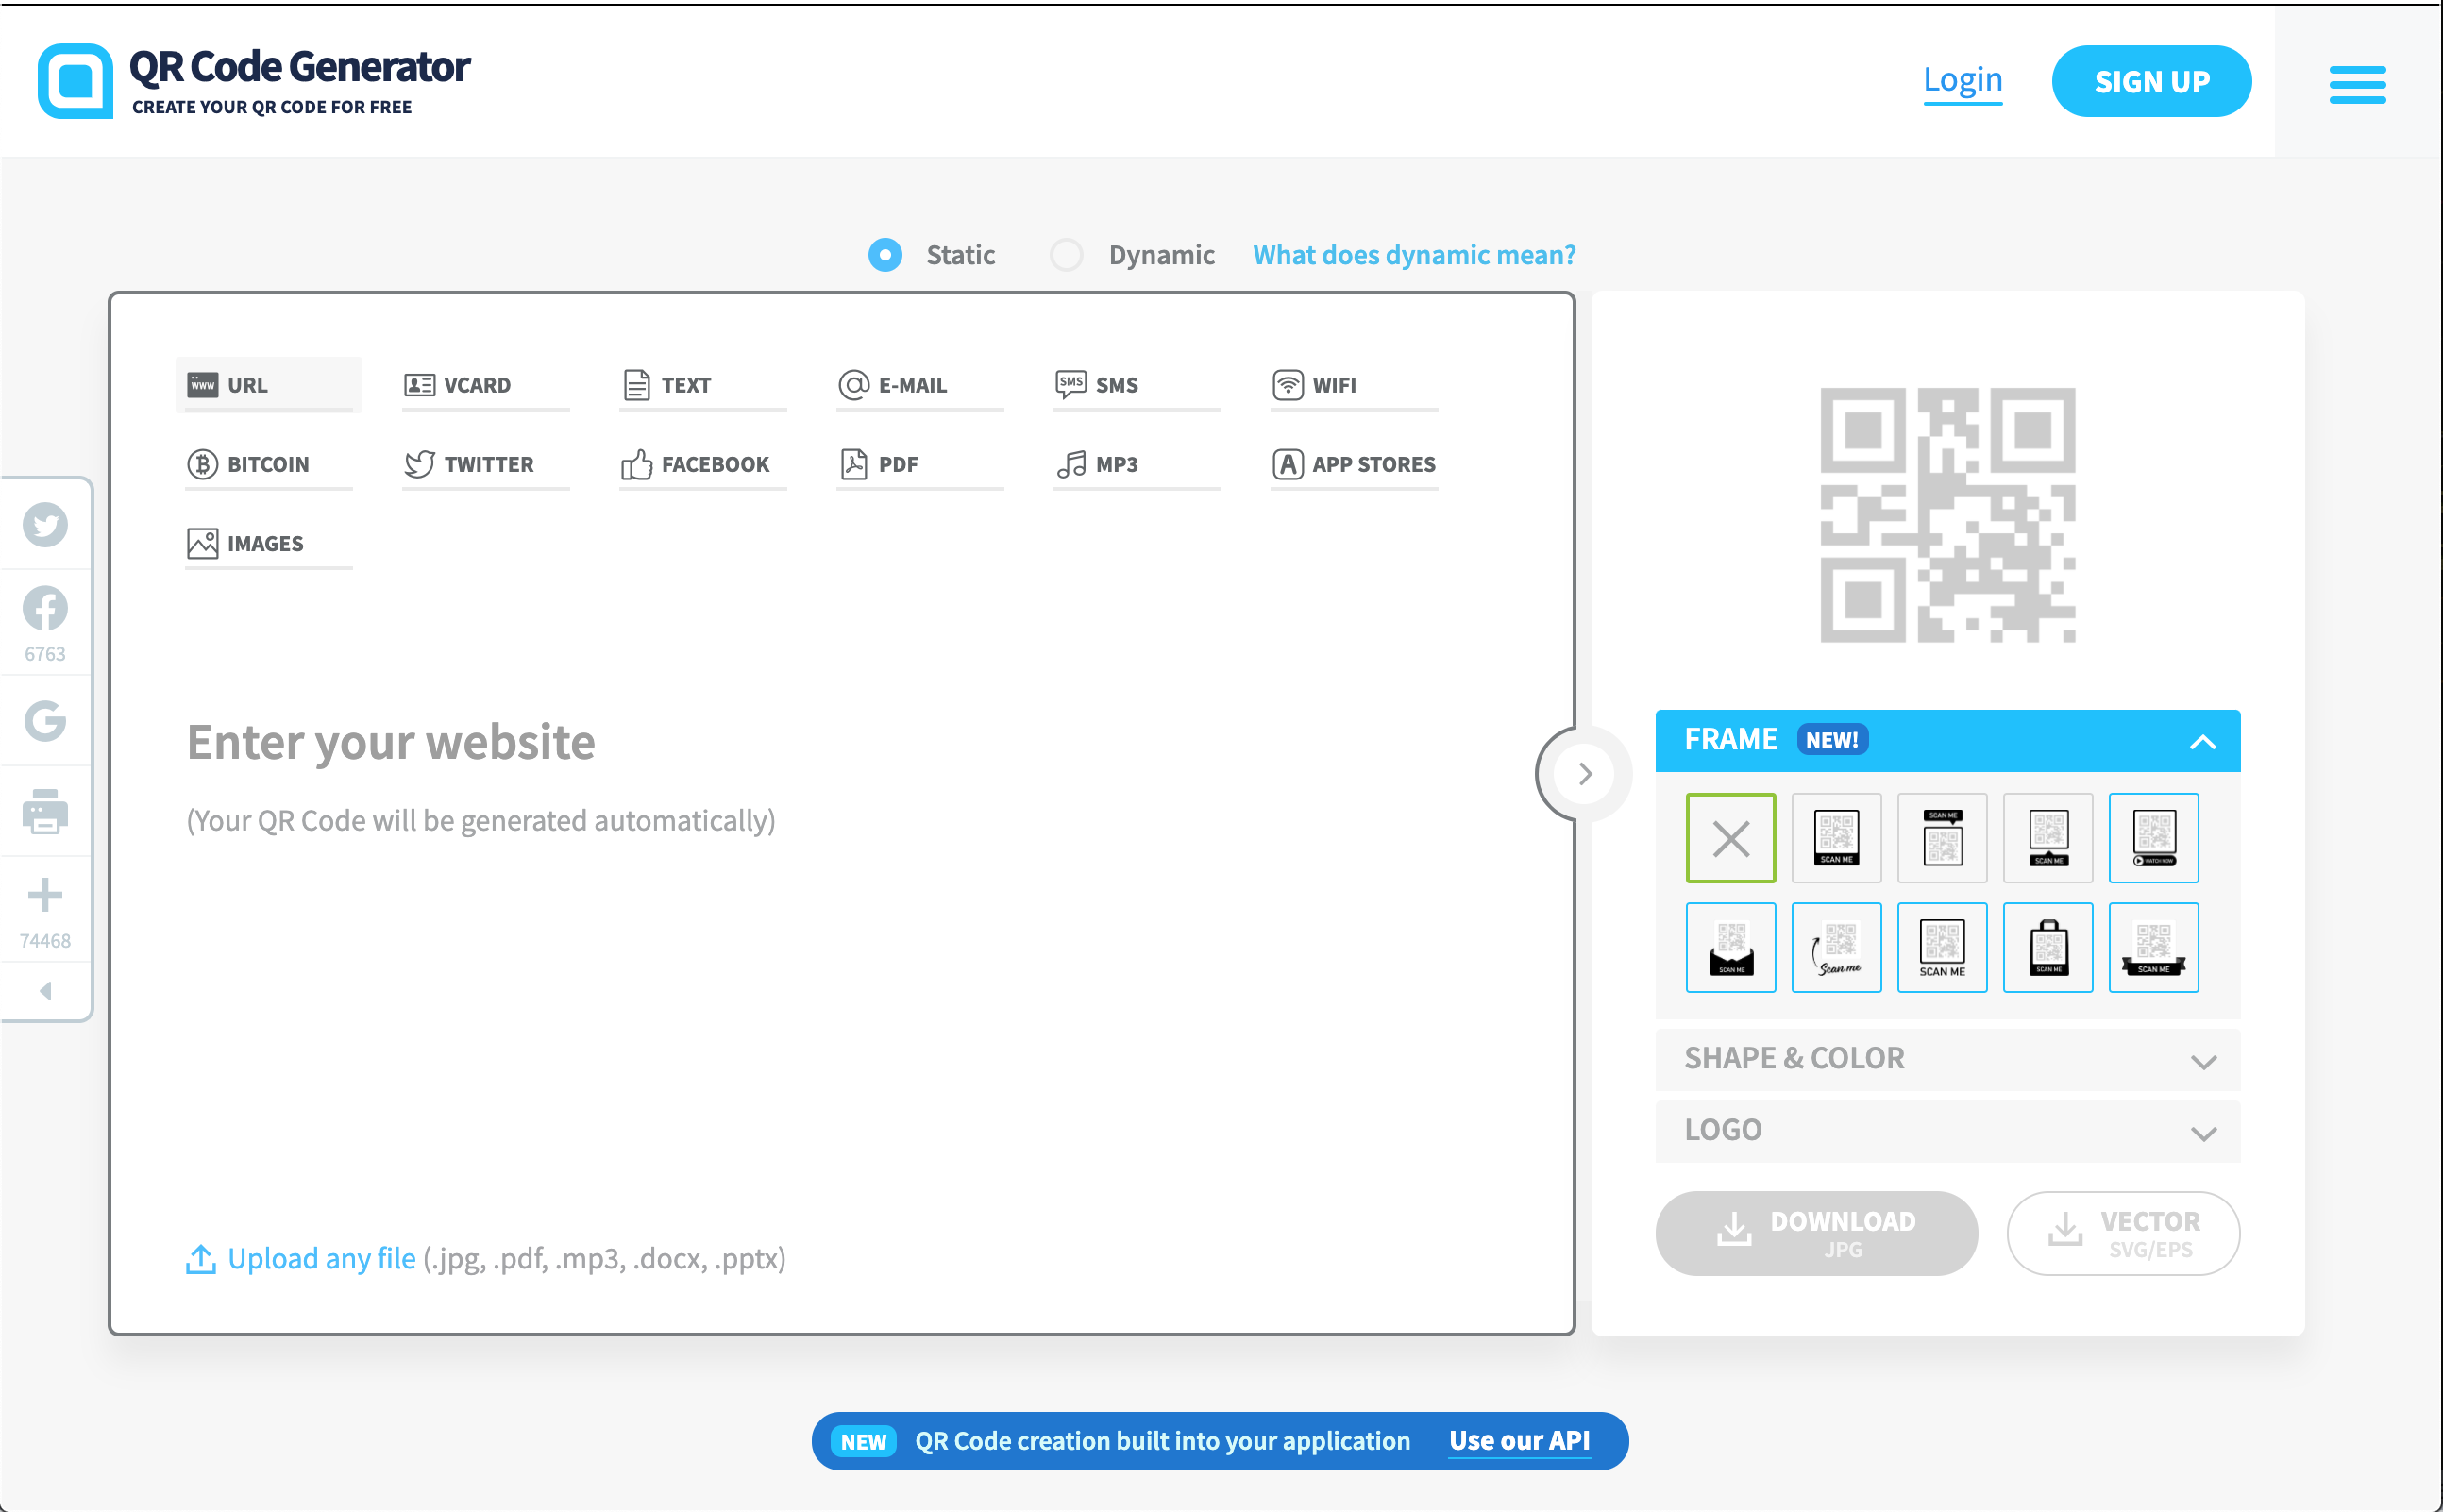 QR Code Generator
CREATE YOUR QR CODE FOR FREE
Login
SIGN UP
Static
Dynamic
What does dynamic mean?
www URL
VCARD
TEXT
E-MAIL
SMS SMS
WIFI
BITCOIN
TWITTER
FACEBOOK
PDF
MP3
APP STORES
IMAGES
6763
74468
Enter your website
(Your QR Code will be generated automatically)
Upload any file (.jpg, .pdf, .mp3, .docx, .pptx)
FRAME NEW!
SCAN ME
SCAN ME
SCAN ME
WATCH NOW
SCAN ME
Scan me
SCAN ME
SCAN ME
SCAN ME
SHAPE & COLOR
LOGO
DOWNLOAD
JPG
VECTOR
SVG/EPS
NEW QR Code creation built into your application Use our API